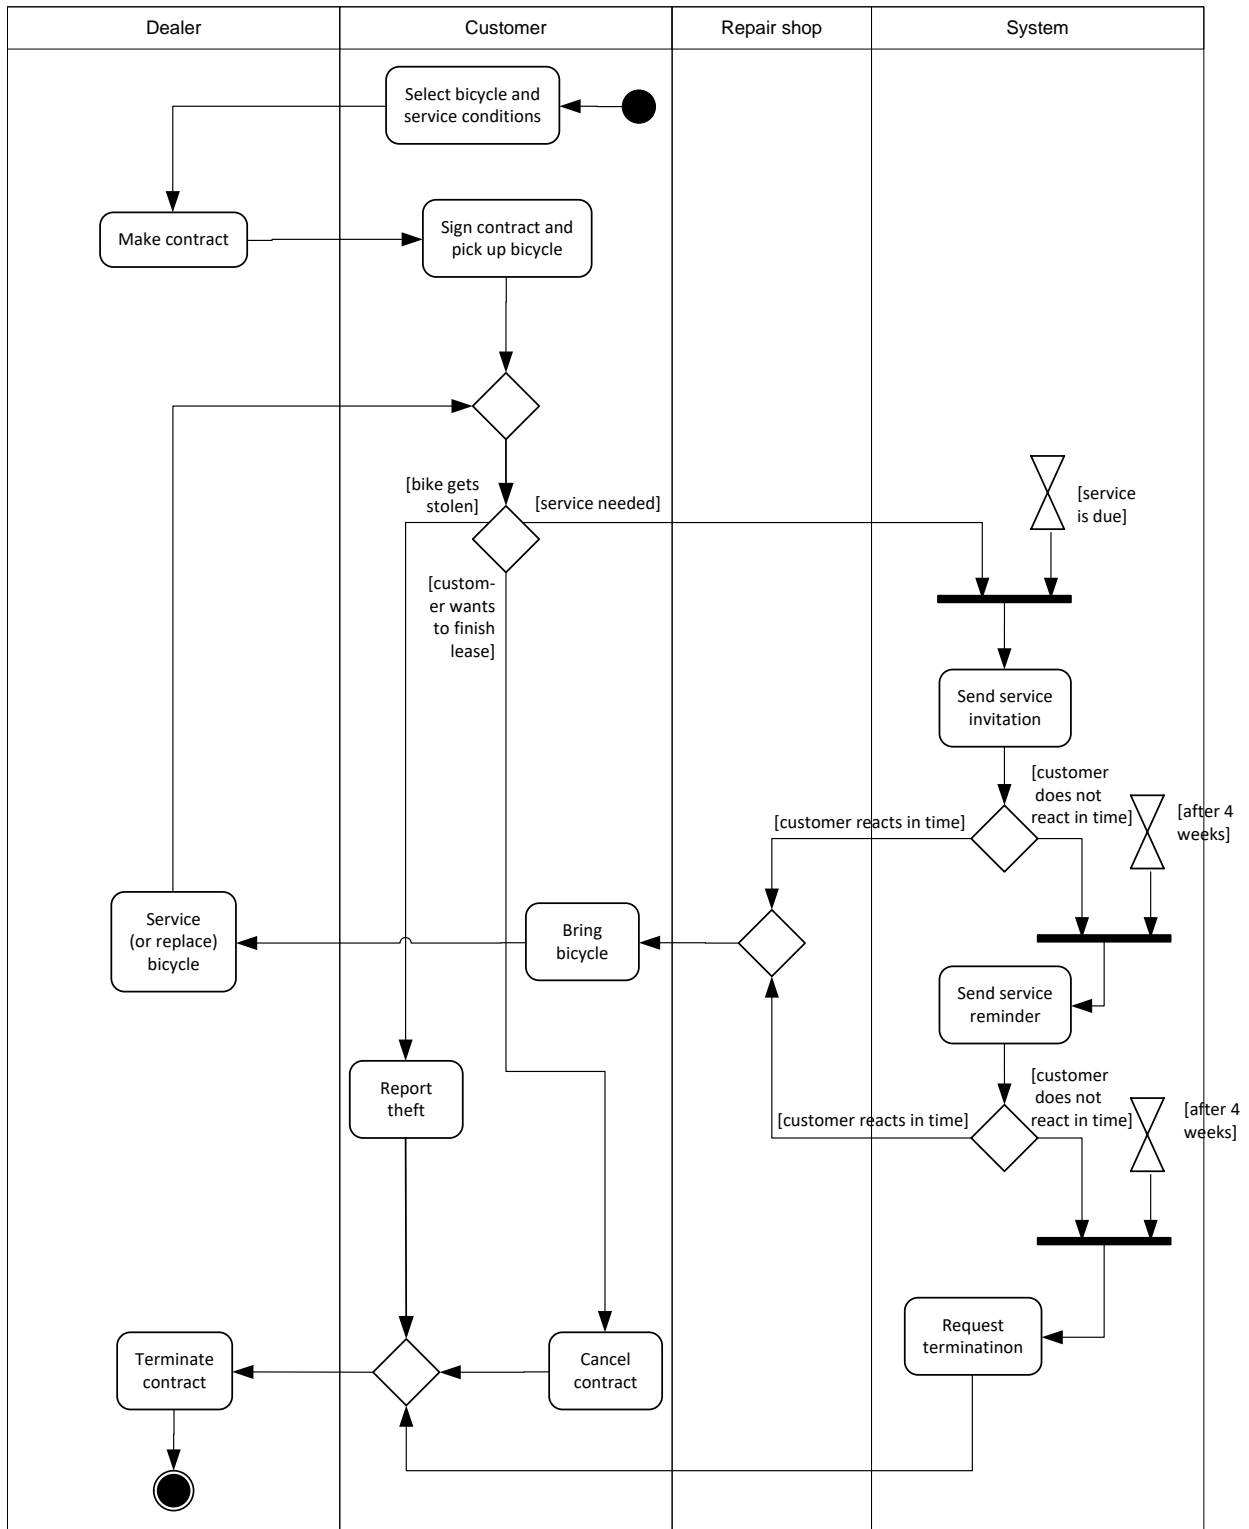 Dealer
Customer
Repair shop
System
Select bicycle and
service conditions
Make contract
Sign contract and
pick up bicycle
[bike gets
stolen]
[service needed]
[service
is due]
[custom-
er wants
to finish
lease]
Send service
invitation
[customer
does not
react in time]
[after 4
weeks]
[customer reacts in time]
Service
(or replace)
bicycle
Bring
bicycle
Send service
reminder
Report
theft
[customer
does not
react in time]
[after 4
weeks]
[customer reacts in time]
Terminate
contract
Cancel
contract
Request
terminatinon